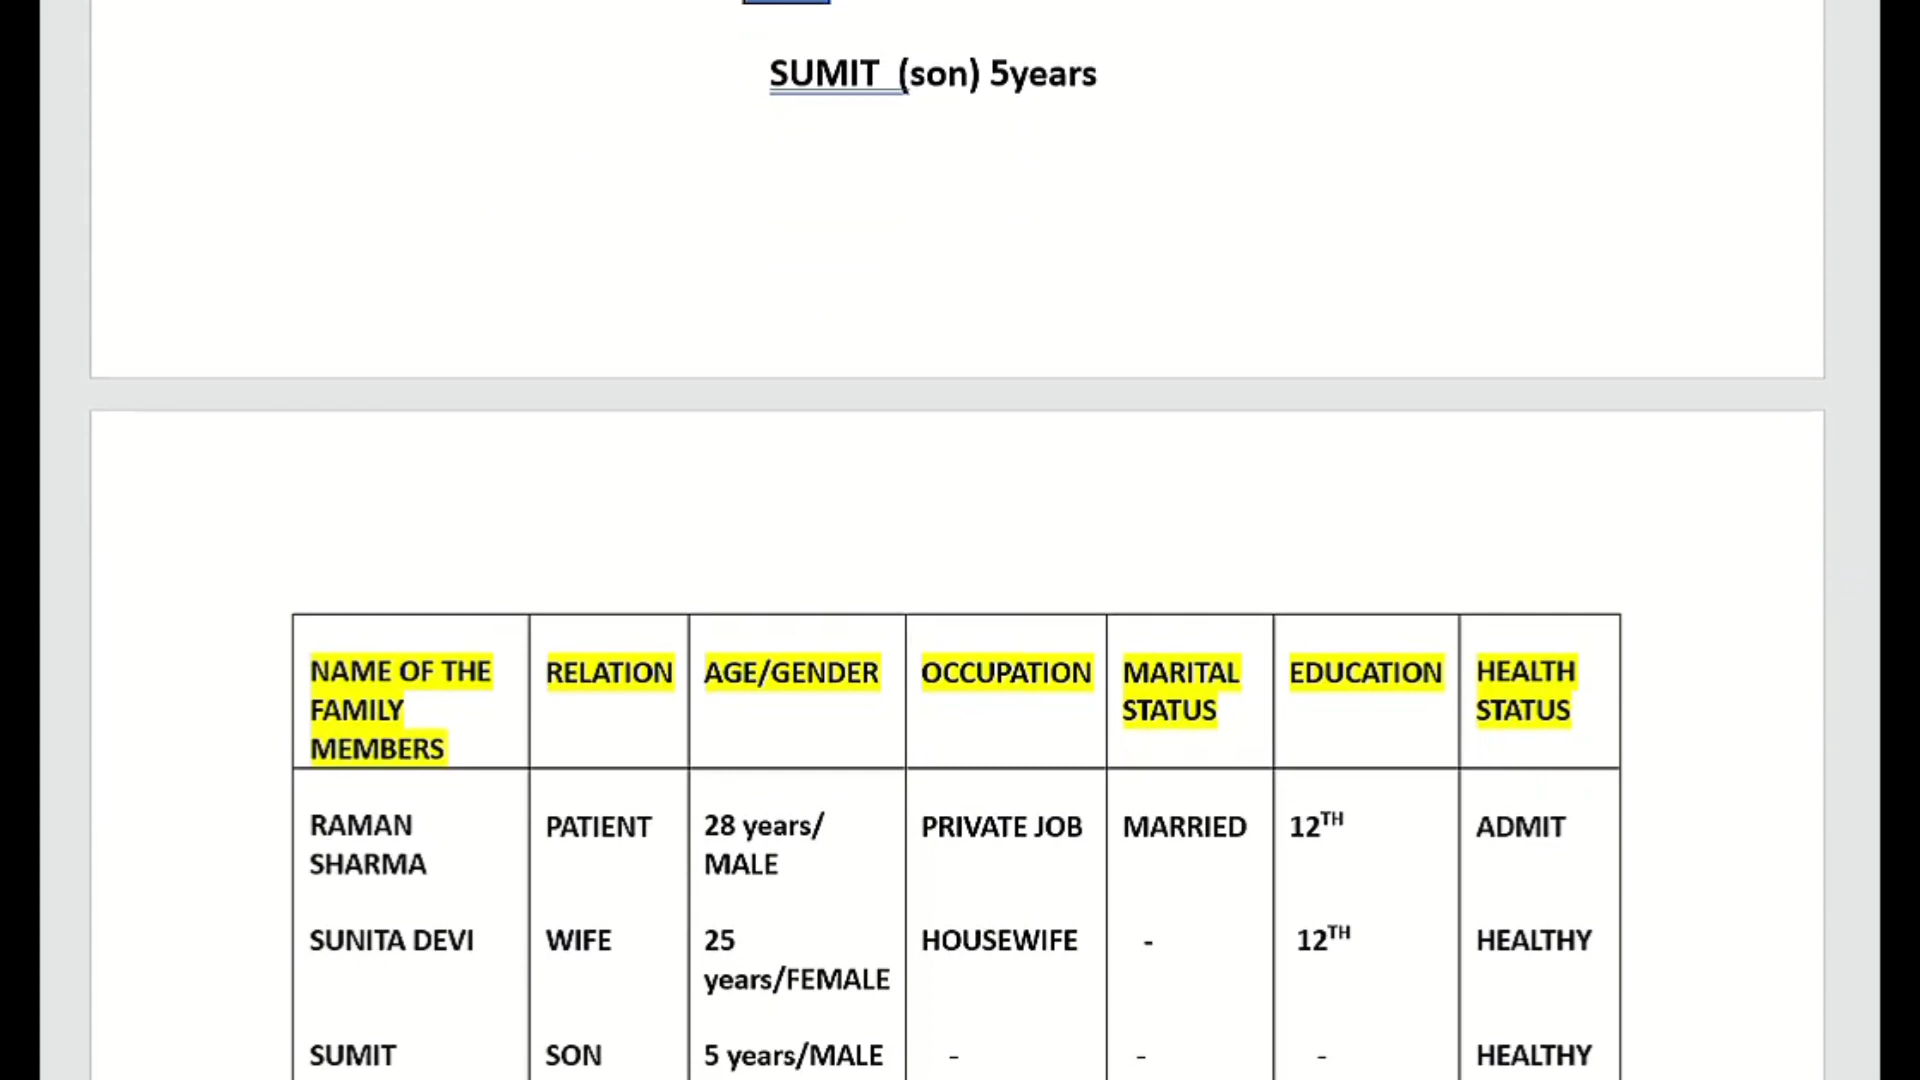 SUMIT (son) 5years
NAME OF THE FAMILY MEMBERS RELATION AGE/GENDER OCCUPATION MARITAL STATUS EDUCATION HEALTH STATUS
RAMAN SHARMA PATIENT 28 years/ MALE PRIVATE JOB MARRIED 12TH ADMIT
SUNITA DEVI WIFE 25 years/FEMALE HOUSEWIFE - 12TH HEALTHY
SUMIT SON 5 years/MALE - - - HEALTHY